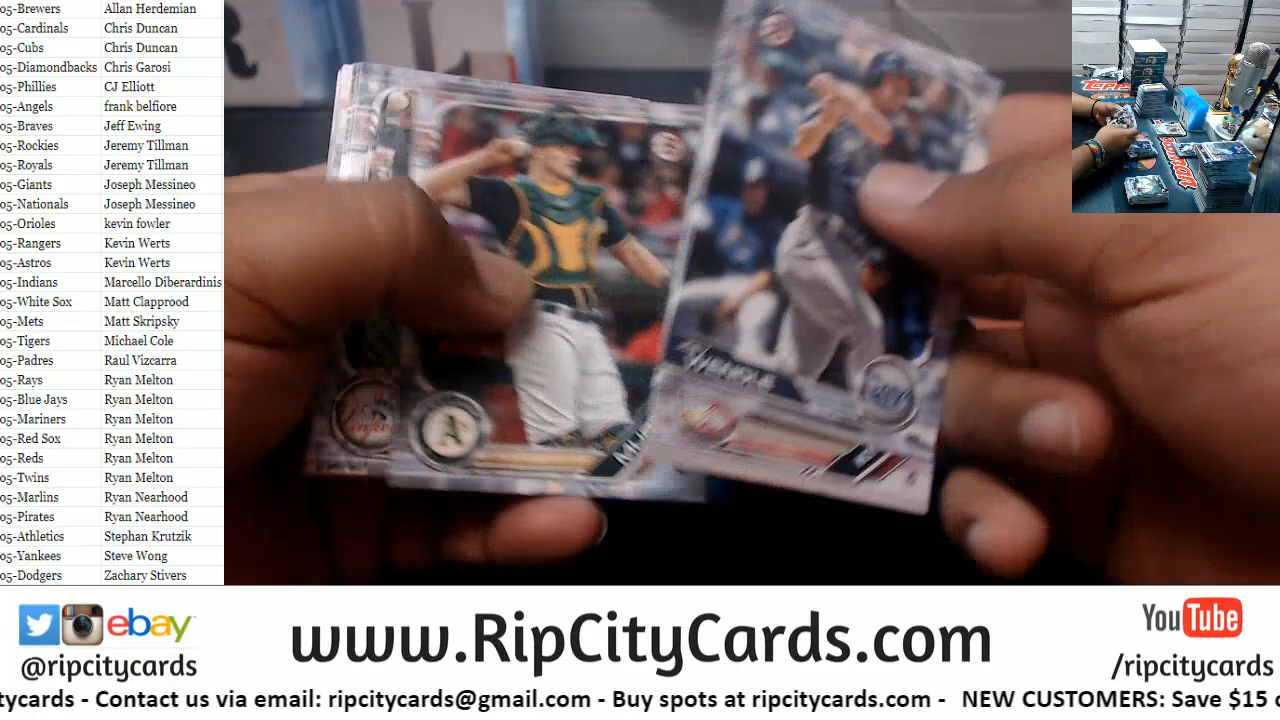 05-Brewers Allan Herdemian
05-Cardinals Chris Duncan
05-Cubs Chris Duncan
05-Diamondbacks Chris Garosi
05-Phillies CJ Elliott
05-Angels frank belfiore
05-Braves Jeff Ewing
05-Rockies Jeremy Tillman
05-Royals Jeremy Tillman
05-Giants Joseph Messineo
05-Nationals Joseph Messineo
05-Orioles kevin fowler
05-Rangers Kevin Werts
05-Astros Kevin Werts
05-Indians Marcello Diberardinis
05-White Sox Matt Clapprood
05-Mets Matt Skripsky
05-Tigers Michael Cole
05-Padres Raul Vizcarra
05-Rays Ryan Melton
05-Blue Jays Ryan Melton
05-Mariners Ryan Melton
05-Red Sox Ryan Melton
05-Reds Ryan Melton
05-Twins Ryan Melton
05-Marlins Ryan Nearhood
05-Pirates Ryan Nearhood
05-Athletics Stephan Krutzik
05-Yankees Steve Wong
05-Dodgers Zachary Stivers
Topps
Bowman
ebay
@ripcitycards
www.RipCityCards.com
YouTube
/ripcitycards
tycards - Contact us via email: ripcitycards@gmail.com - Buy spots at ripcitycards.com - NEW CUSTOMERS: Save $15